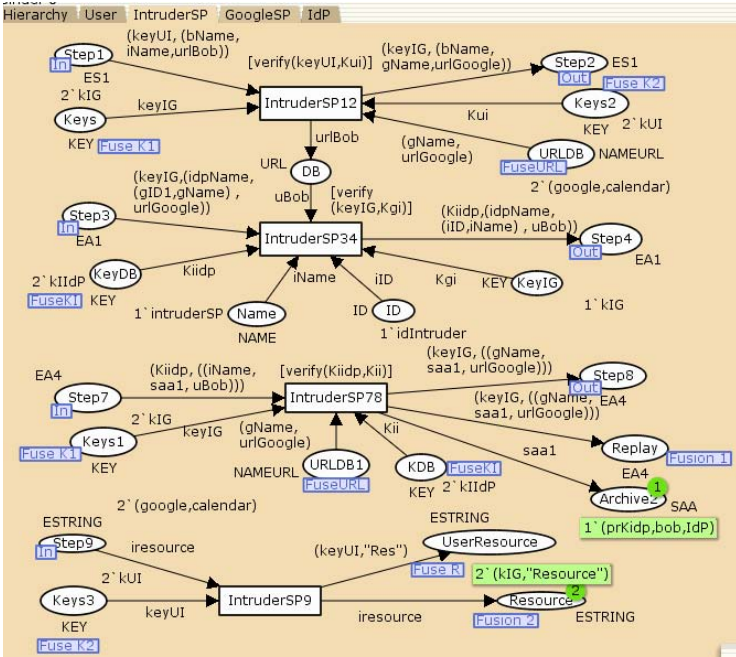 Hierarchy User IntruderSP GoogleSP IdP
(keyUI, (bName,
iName,urlBob))
(keyIG, (bName,
gName,urlGoogle))
[verify(keyUI,Kui)]
Step1
In
ES1
Step2
Out
ES1
Fuse K2
2`kIG
keyIG
Keys
KEY
Fuse K1
IntruderSP12
Kui
Keys2
KEY
2`kUI
urlBob
(gName,
urlGoogle)
URLDB
FuseURL
NAMEURL
2`(google,calendar)
URL
DB
uBob
(keyIG,(idpName,
(gID1,gName) ,
urlGoogle))
[verify
(keyIG,Kgi)]
Step3
In
EA1
IntruderSP34
(Kiidp,(idpName,
(iID,iName) , uBob))
Step4
Out
EA1
2`kIIdP
KeyDB
FuseKI
KEY
Kiidp
iName
iID
Kgi
KEY
KeyIG
1`kIG
1`intruderSP
Name
NAME
ID
ID
1`idIntruder
EA4
Step7
In
(Kiidp, ((iName,
saa1, uBob)))
[verify(Kiidp,Kii)]
IntruderSP78
(keyIG, ((gName,
saa1, urlGoogle)))
Step8
Out
EA4
(keyIG, ((gName,
saa1, urlGoogle)))
2`kIG
Keys1
Fuse K1
KEY
keyIG
(gName,
urlGoogle)
Kii
saa1
Replay
Fusion 1
EA4
NAMEURL
URLDB1
FuseURL
KDB
FuseKI
KEY
2`kIIdP
Archive2
1
SAA
1`(prKidp,bob,IdP)
2`(google,calendar)
ESTRING
Step9
In
iresource
ESTRING
(keyUI,"Res")
UserResource
Fuse R
2`kUI
Keys3
KEY
Fuse K2
keyUI
IntruderSP9
2`(kIG,"Resource")
iresource
Resource
2
Fusion 2
ESTRING